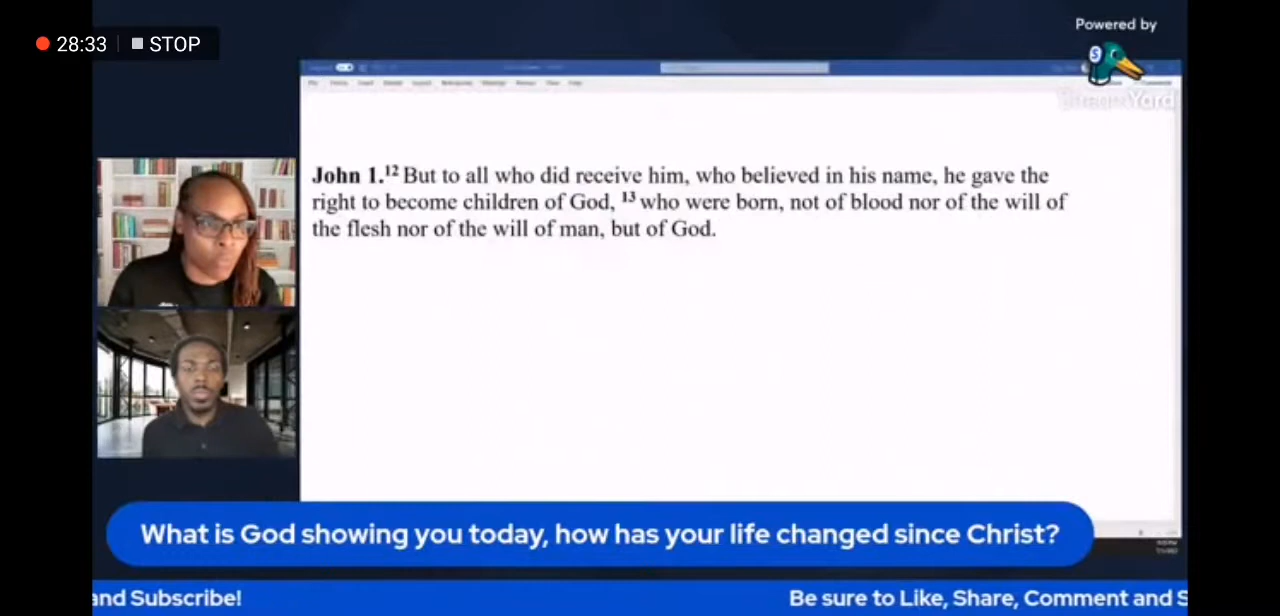 28:33 STOP
Powered by
StreamYard
John 1.¹² But to all who did receive him, who believed in his name, he gave the
right to become children of God, ¹³ who were born, not of blood nor of the will of
the flesh nor of the will of man, but of God.
What is God showing you today, how has your life changed since Christ?
and Subscribe! Be sure to Like, Share, Comment and S